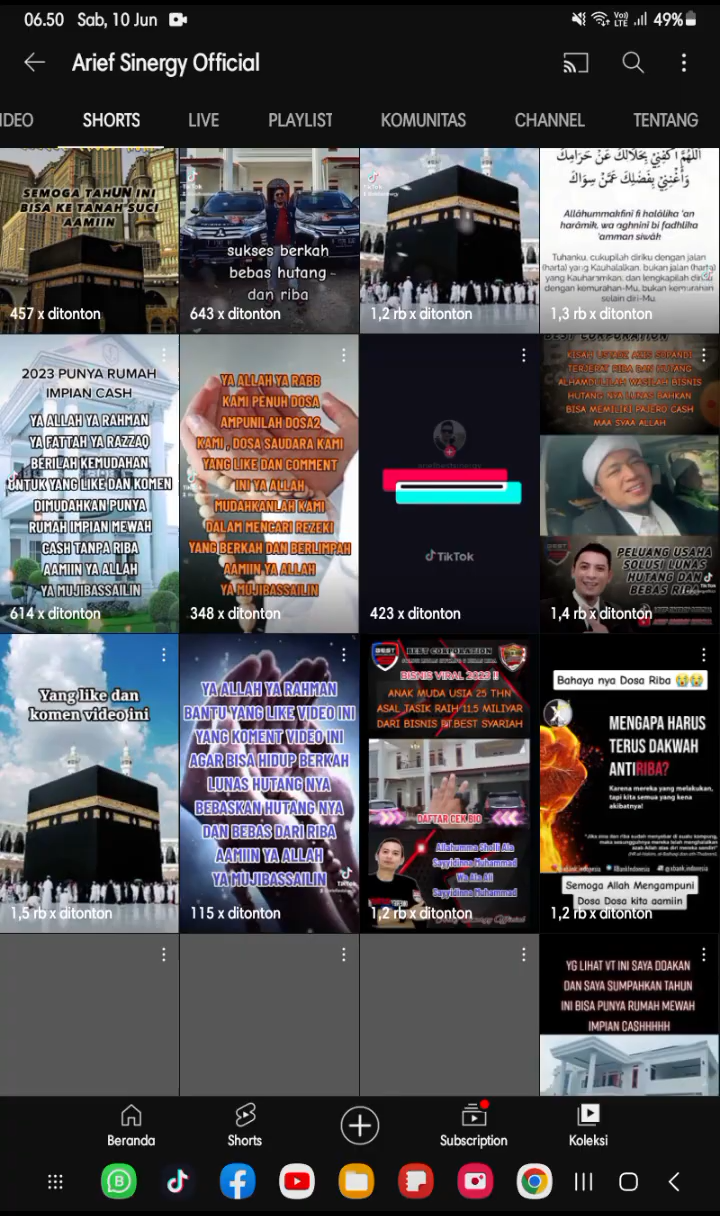 06.50 Sab, 10 Jun
Vo))
LTE
49%
Arief Sinergy Official
IDEO
SHORTS
LIVE
PLAYLIST
KOMUNITAS
CHANNEL
TENTANG
SEMOGA TAHUN INI
BISA KE TANAH SUCI
AAMIIN
457 x ditonton
TikTok
sukses berkah
bebas hutang
dan riba
643 x ditonton
1,2 rb x ditonton
اللَّهُمَّ اكْفِنِيْ بِحَلَالِكَ عَنْ حَرَامِكَ
وَأَغْنِنِيْ بِفَضْلِكَ عَمَّنْ سِوَاكَ
Allâhummakfinî fi halâlika 'an
harâmik, wa aghnini bi fadhlika
'amman siwâk
Tuhanku, cukupilah diriku dengan jalan
(harta) yang Kauhalalkan, bukan jalan (harta)
yang Kauharamkan, dan lengkapilah diriku
dengan kemurahan-Mu, bukan kemurahan
selain diri-Mu.
1,3 rb x ditonton
2023 PUNYA RUMAH
IMPIAN CASH
YA ALLAH YA RAHMAN
YA FATTAH YA RAZZAQ
BERILAH KEMUDAHAN
UNTUK YANG LIKE DAN KOMEN
DIMUDAHKAN PUNYA
RUMAH IMPIAN MEWAH
CASH TANPA RIBA
AAMIIN YA ALLAH
YA MUJIBASSAILIN
614 x ditonton
YA ALLAH YA RABB
KAMI PENUH DOSA
AMPUNILAH DOSA2
KAMI , DOSA SAUDARA KAMI
YANG LIKE DAN COMMENT
INI YA ALLAH
MUDAHKANLAH KAMI
DALAM MENCARI REZEKI
YANG BERKAH DAN BERLIMPAH
AAMIIN YA ALLAH
YA MUJIBASSAILIN
348 x ditonton
TikTok
423 x ditonton
BEST CORPORATION
KISAH USTADZ AZIS SOPANDI
TERJERAT RIBA DAN HUTANG
ALHAMDULILAH WASILAH BISNIS
HUTANG NYA LUNAS BAHKAN
BISA MEMILIKI PAJERO CASH
MAA SYAA ALLAH
PELUANG USAHA
SOLUSI LUNAS
HUTANG DAN
BEBAS RIBA
1,4 rb x ditonton
Yang like dan
komen video ini
1,5 rb x ditonton
YA ALLAH YA RAHMAN
BANTU YANG LIKE VIDEO INI
YANG KOMENT VIDEO INI
AGAR BISA HIDUP BERKAH
LUNAS HUTANG NYA
BEBASKAN HUTANG NYA
DAN BEBAS DARI RIBA
AAMIIN YA ALLAH
YA MUJIBASSAILIN
TikTok
115 x ditonton
BEST CORPORATION
BISNIS VIRAL 2023 !!
ANAK MUDA USIA 25 THN
ASAL TASIK RAIH 11.5 MILIYAR
DARI BISNIS PT BEST SYARIAH
DAFTAR CEK BIO
Allahumma Sholli Ala
Sayyidinna Muhammad
Wa Ala Ali
Sayyidinna Muhammad
1,2 rb x ditonton
Bahaya nya Dosa Riba
MENGAPA HARUS
TERUS DAKWAH
ANTIRIBA?
Karena mereka yang melakukan,
tapi kita semua yang kena
akibatnya!
Semoga Allah Mengampuni
Dosa Dosa kita aamiin
1,2 rb x ditonton
YG LIHAT VT INI SAYA DOAKAN
DAN SAYA SUMPAHKAN TAHUN
INI BISA PUNYA RUMAH MEWAH
IMPIAN CASHHHHH
Beranda
Shorts
Subscription
Koleksi